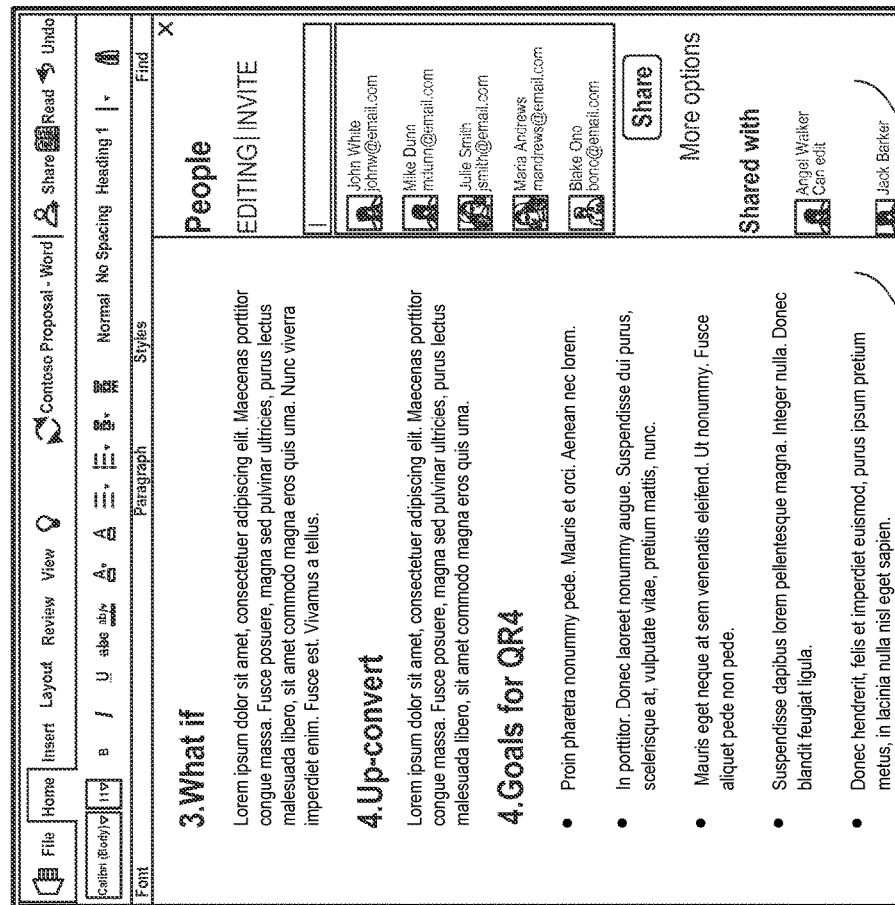 File Home Insert Layout Review View Contoso Proposal - Word Share Read Undo
Calibri (Body) 11 B I U abc A A Normal No Spacing Heading 1
Font Paragraph Styles Find
3.What if
Lorem ipsum dolor sit amet, consectetuer adipiscing elit. Maecenas porttitor
congue massa. Fusce posuere, magna sed pulvinar ultricies, purus lectus
malesuada libero, sit amet commodo magna eros quis urna. Nunc viverra
imperdiet enim. Fusce est. Vivamus a tellus.
4.Up-convert
Lorem ipsum dolor sit amet, consectetuer adipiscing elit. Maecenas porttitor
congue massa. Fusce posuere, magna sed pulvinar ultricies, purus lectus
malesuada libero, sit amet commodo magna eros quis urna.
4.Goals for QR4
• Proin pharetra nonummy pede. Mauris et orci. Aenean nec lorem.
• In porttitor. Donec laoreet nonummy augue. Suspendisse dui purus,
scelerisque at, vulputate vitae, pretium mattis, nunc.
• Mauris eget neque at sem venenatis eleifend. Ut nonummy. Fusce
aliquet pede non pede.
• Suspendisse dapibus lorem pellentesque magna. Integer nulla. Donec
blandit feugiat ligula.
• Donec hendrerit, felis et imperdiet euismod, purus ipsum pretium
metus, in lacinia nulla nisl eget sapien.
People
EDITING | INVITE
John White
johnw@email.com
Mike Dunn
mdunn@email.com
Julie Smith
jsmith@email.com
Maria Andrews
mandrews@email.com
Blake Ono
bono@email.com
Share
More options
Shared with
Angel Walker
Can edit
Jack Barker